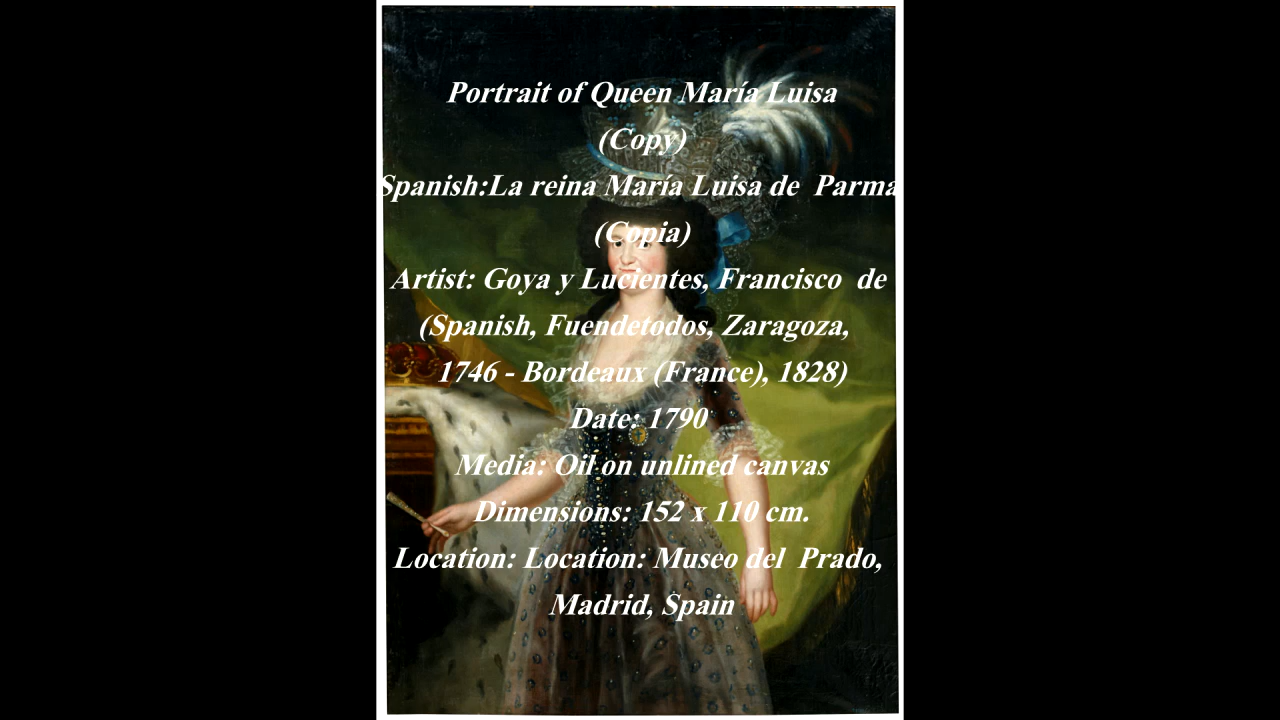 Portrait of Queen María Luisa
(Copy)
Spanish:La reina María Luisa de Parma
(Copia)
Artist: Goya y Lucientes, Francisco de
(Spanish, Fuendetodos, Zaragoza,
1746 - Bordeaux (France), 1828)
Date: 1790
Media: Oil on unlined canvas
Dimensions: 152 x 110 cm.
Location: Location: Museo del Prado,
Madrid, Spain